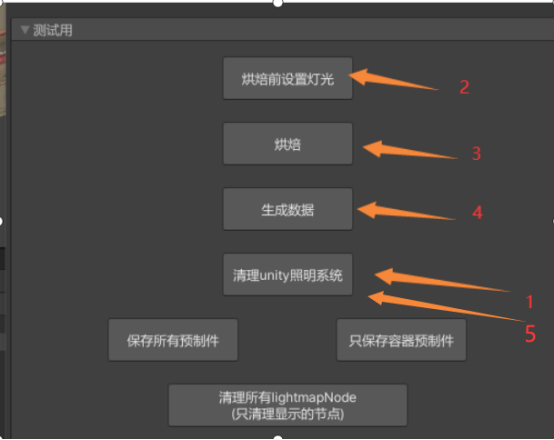 测试用
烘焙前设置灯光
2
烘焙
3
生成数据
4
清理unity照明系统
1
5
保存所有预制件
只保存容器预制件
清理所有lightmapNode
(只清理显示的节点)